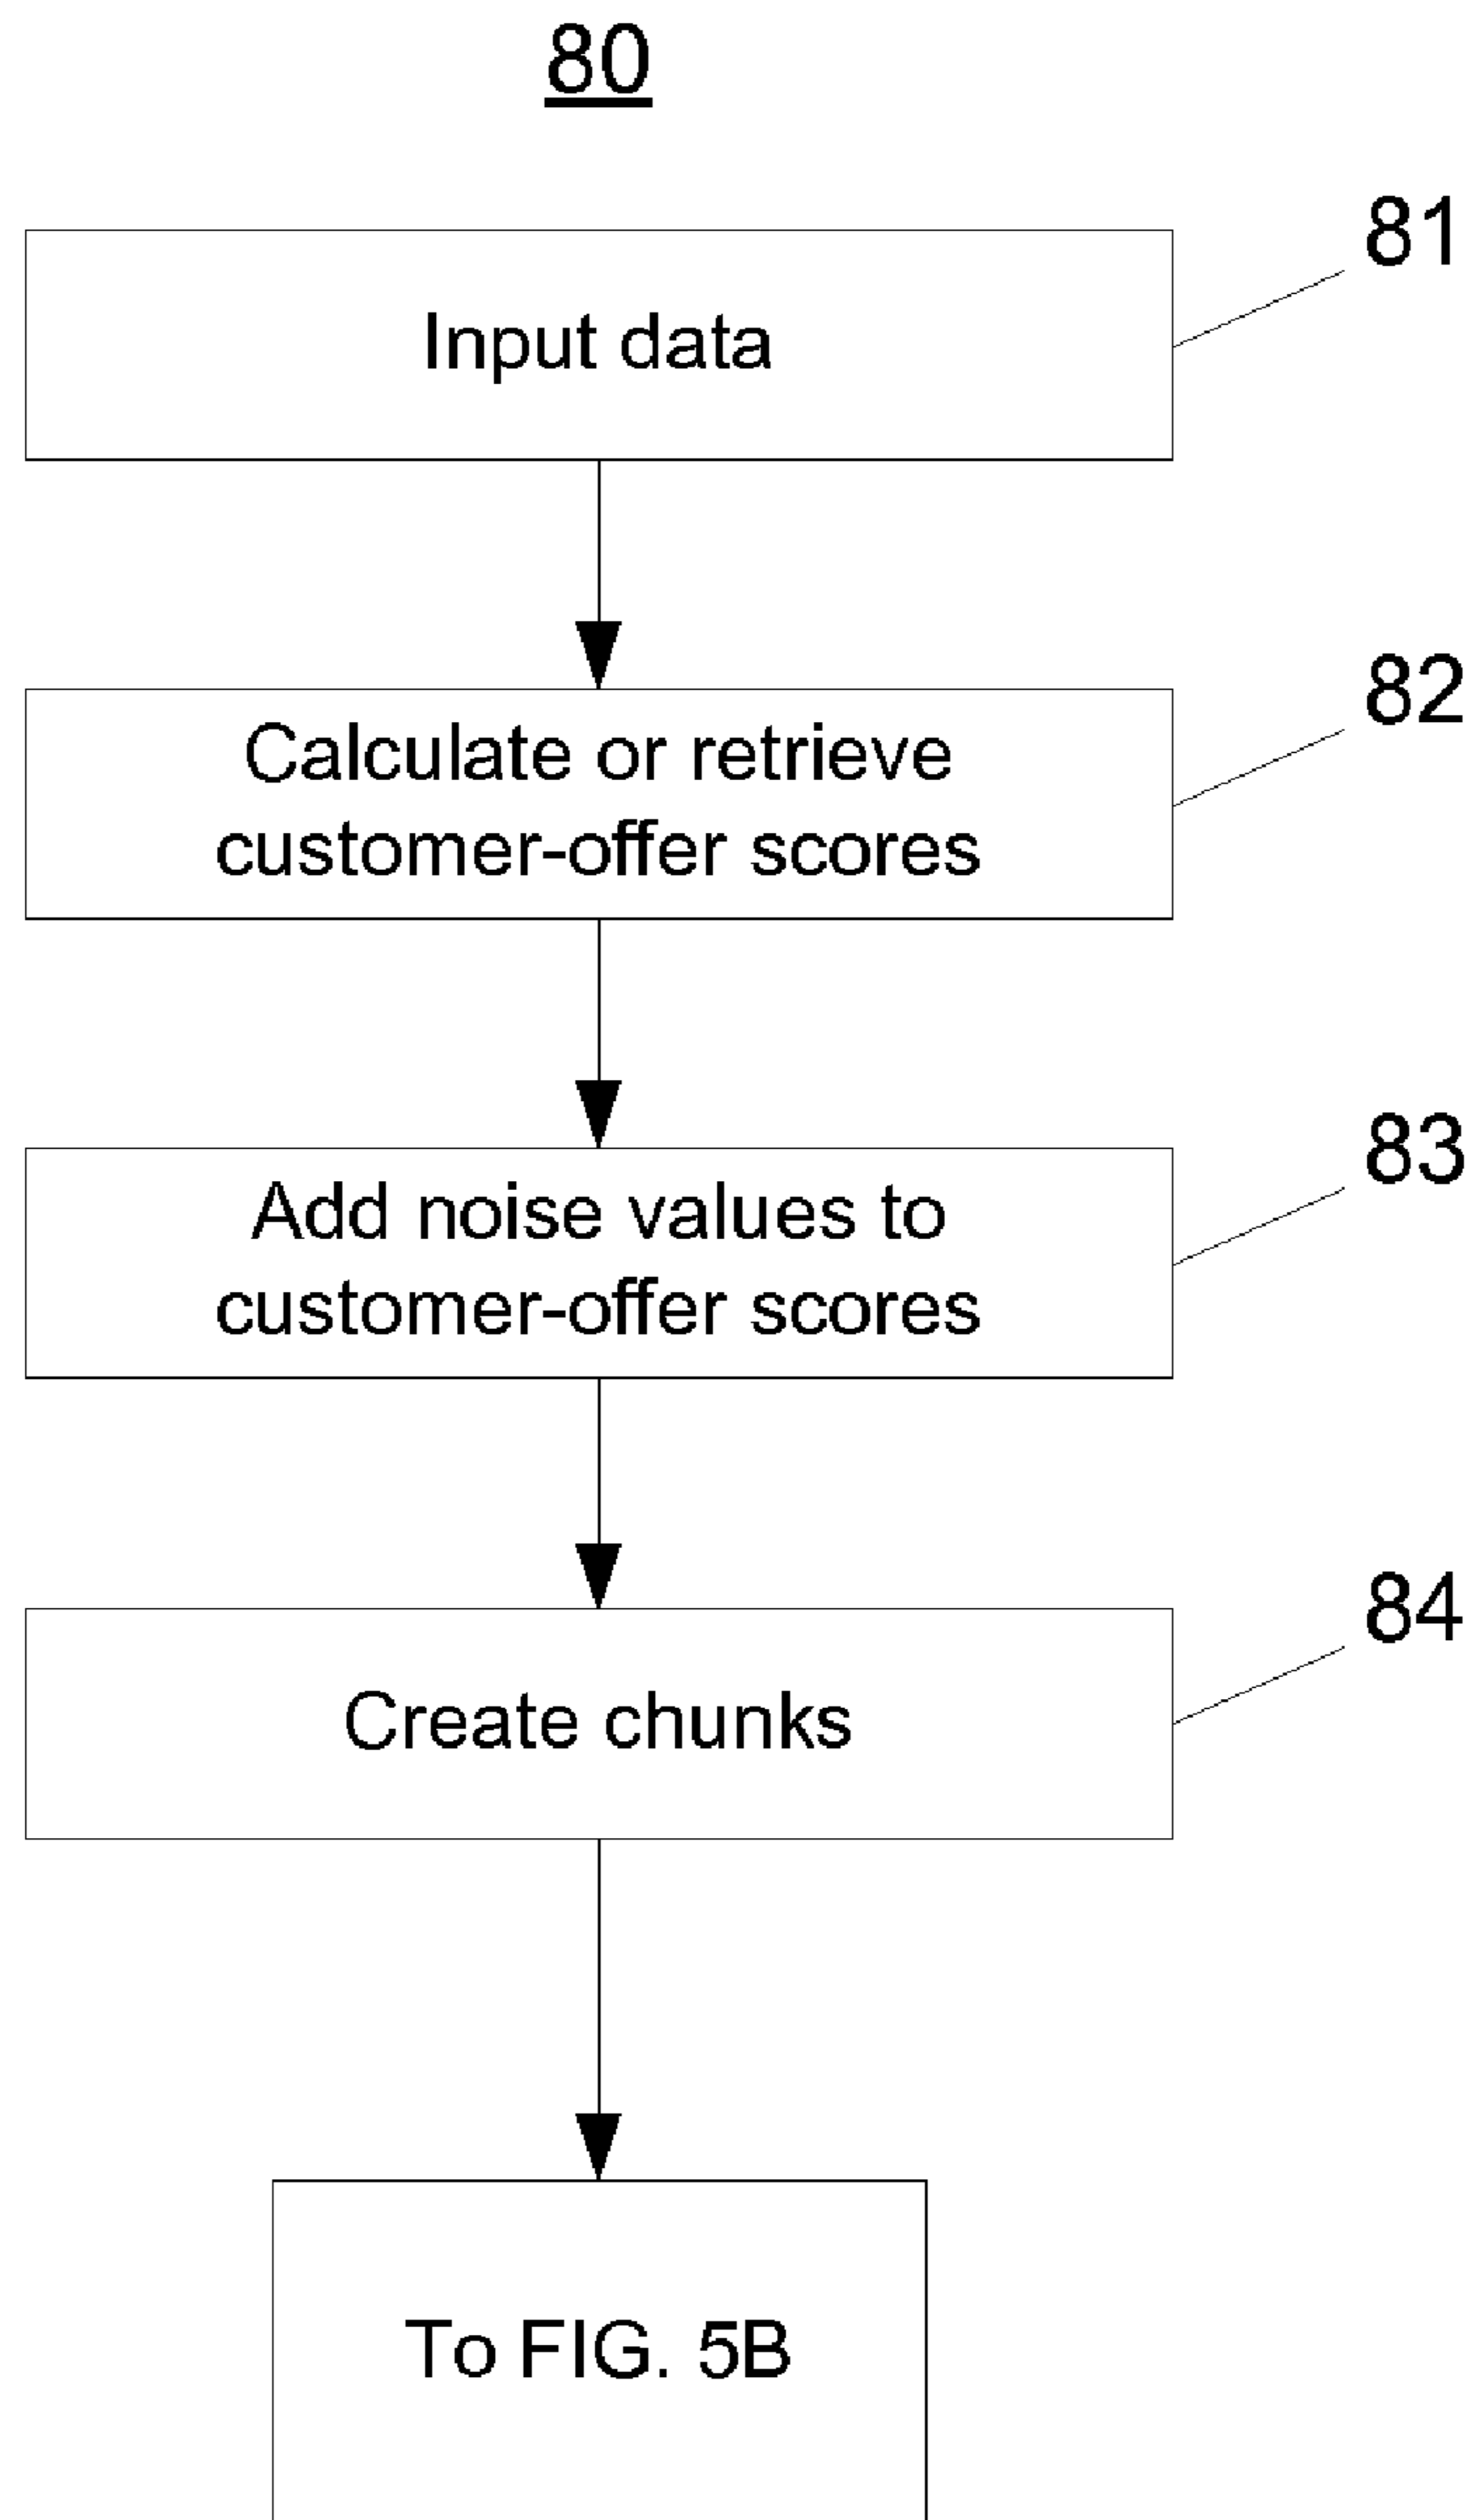 80
81
Input data
82
Calculate or retrieve
customer-offer scores
83
Add noise values to
customer-offer scores
84
Create chunks
To FIG. 5B